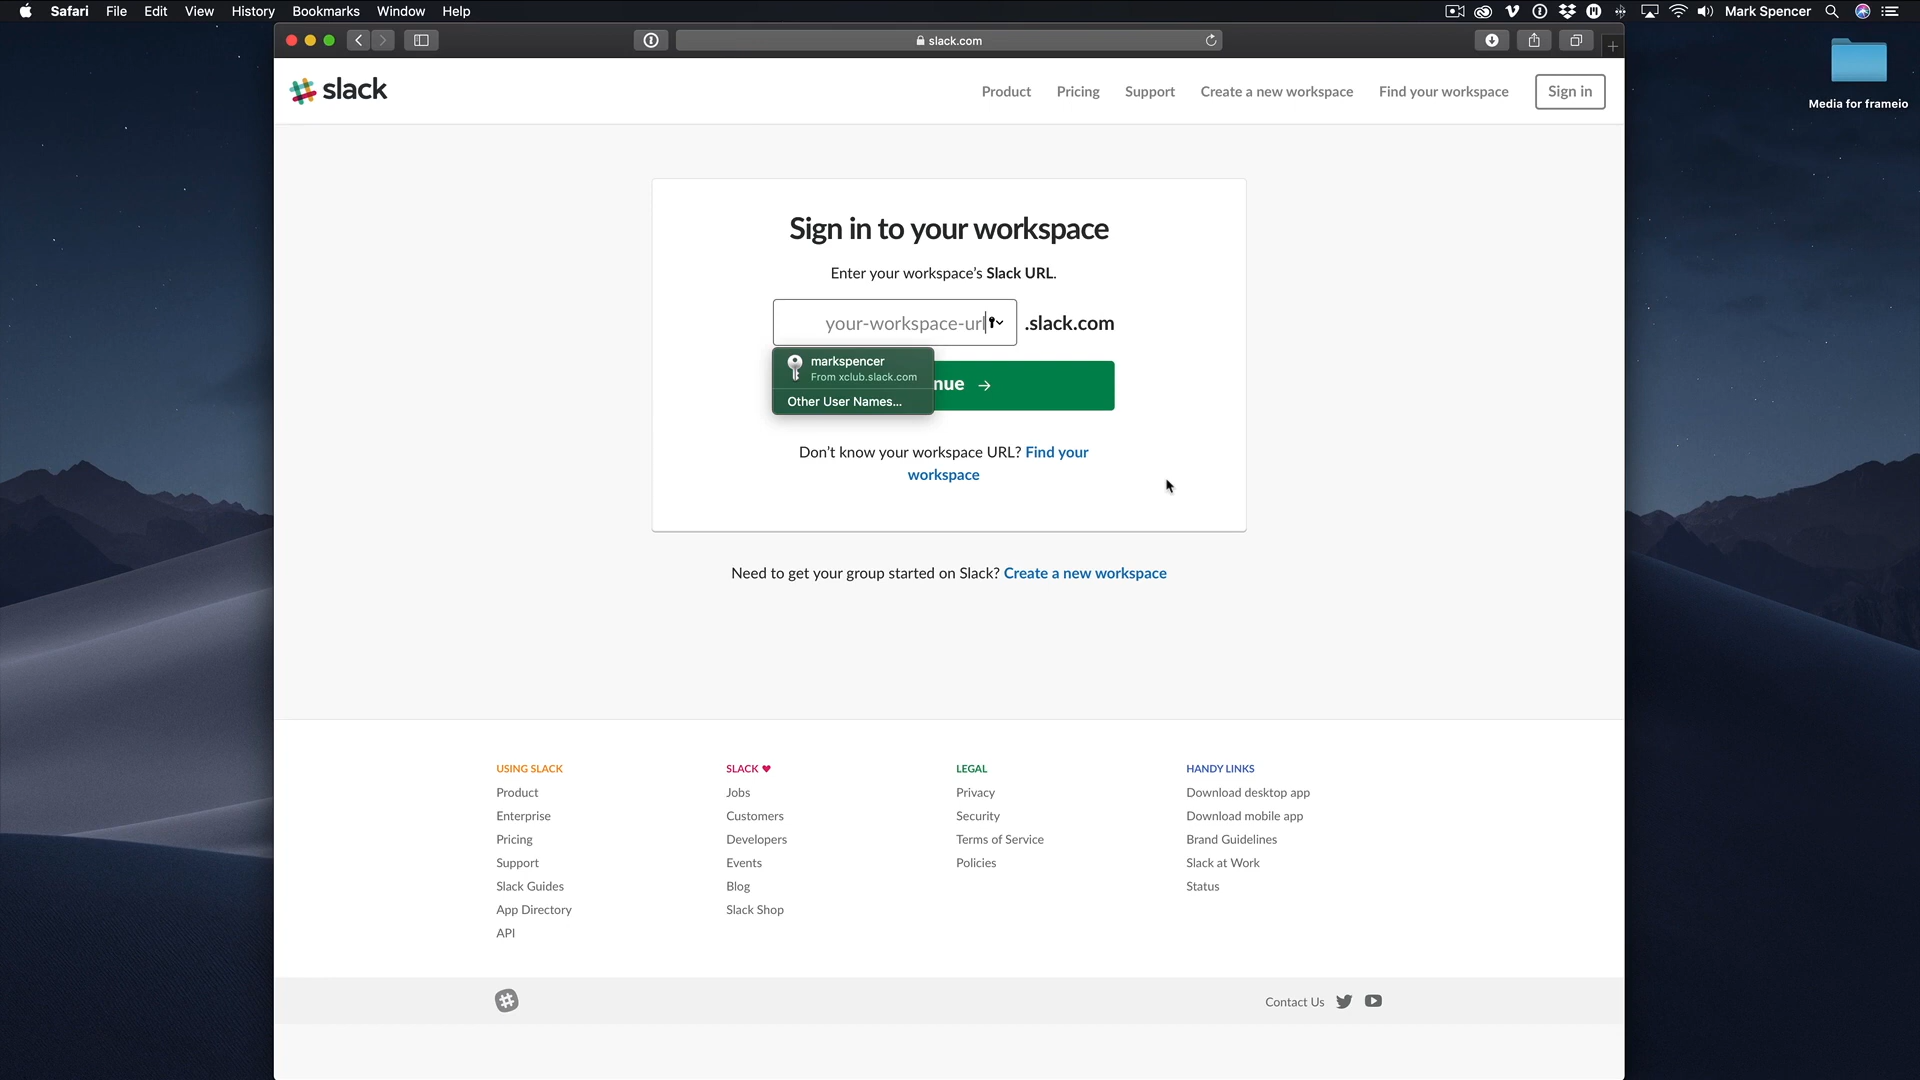 Safari File Edit View History Bookmarks Window Help Mark Spencer
slack.com
Media for frameio
slack Product Pricing Support Create a new workspace Find your workspace Sign in
Sign in to your workspace
Enter your workspace’s Slack URL.
your-workspace-url .slack.com
markspencer
From xclub.slack.com
nue →
Other User Names...
Don’t know your workspace URL? Find your
workspace
Need to get your group started on Slack? Create a new workspace
USING SLACK
Product
Enterprise
Pricing
Support
Slack Guides
App Directory
API
SLACK ♥
Jobs
Customers
Developers
Events
Blog
Slack Shop
LEGAL
Privacy
Security
Terms of Service
Policies
HANDY LINKS
Download desktop app
Download mobile app
Brand Guidelines
Slack at Work
Status
Contact Us